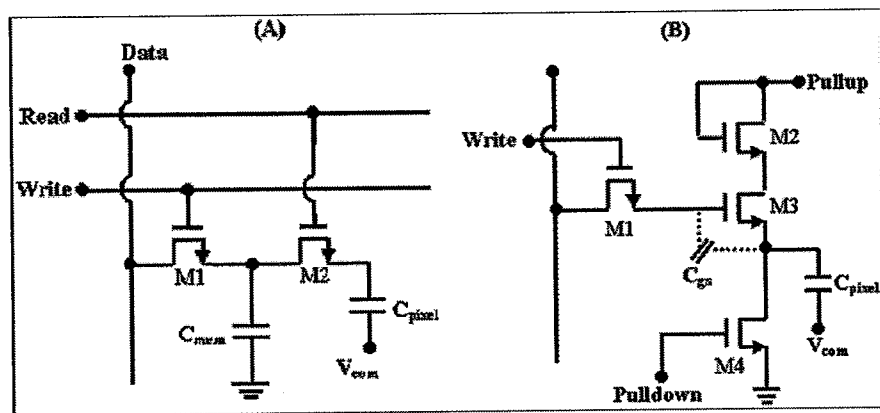 (A)
Data
Read
Write
M1
M2
Cmem
Cpixel
Vcom
(B)
Pullup
Write
M2
M3
M1
Cgs
Cpixel
Vcom
M4
Pulldown